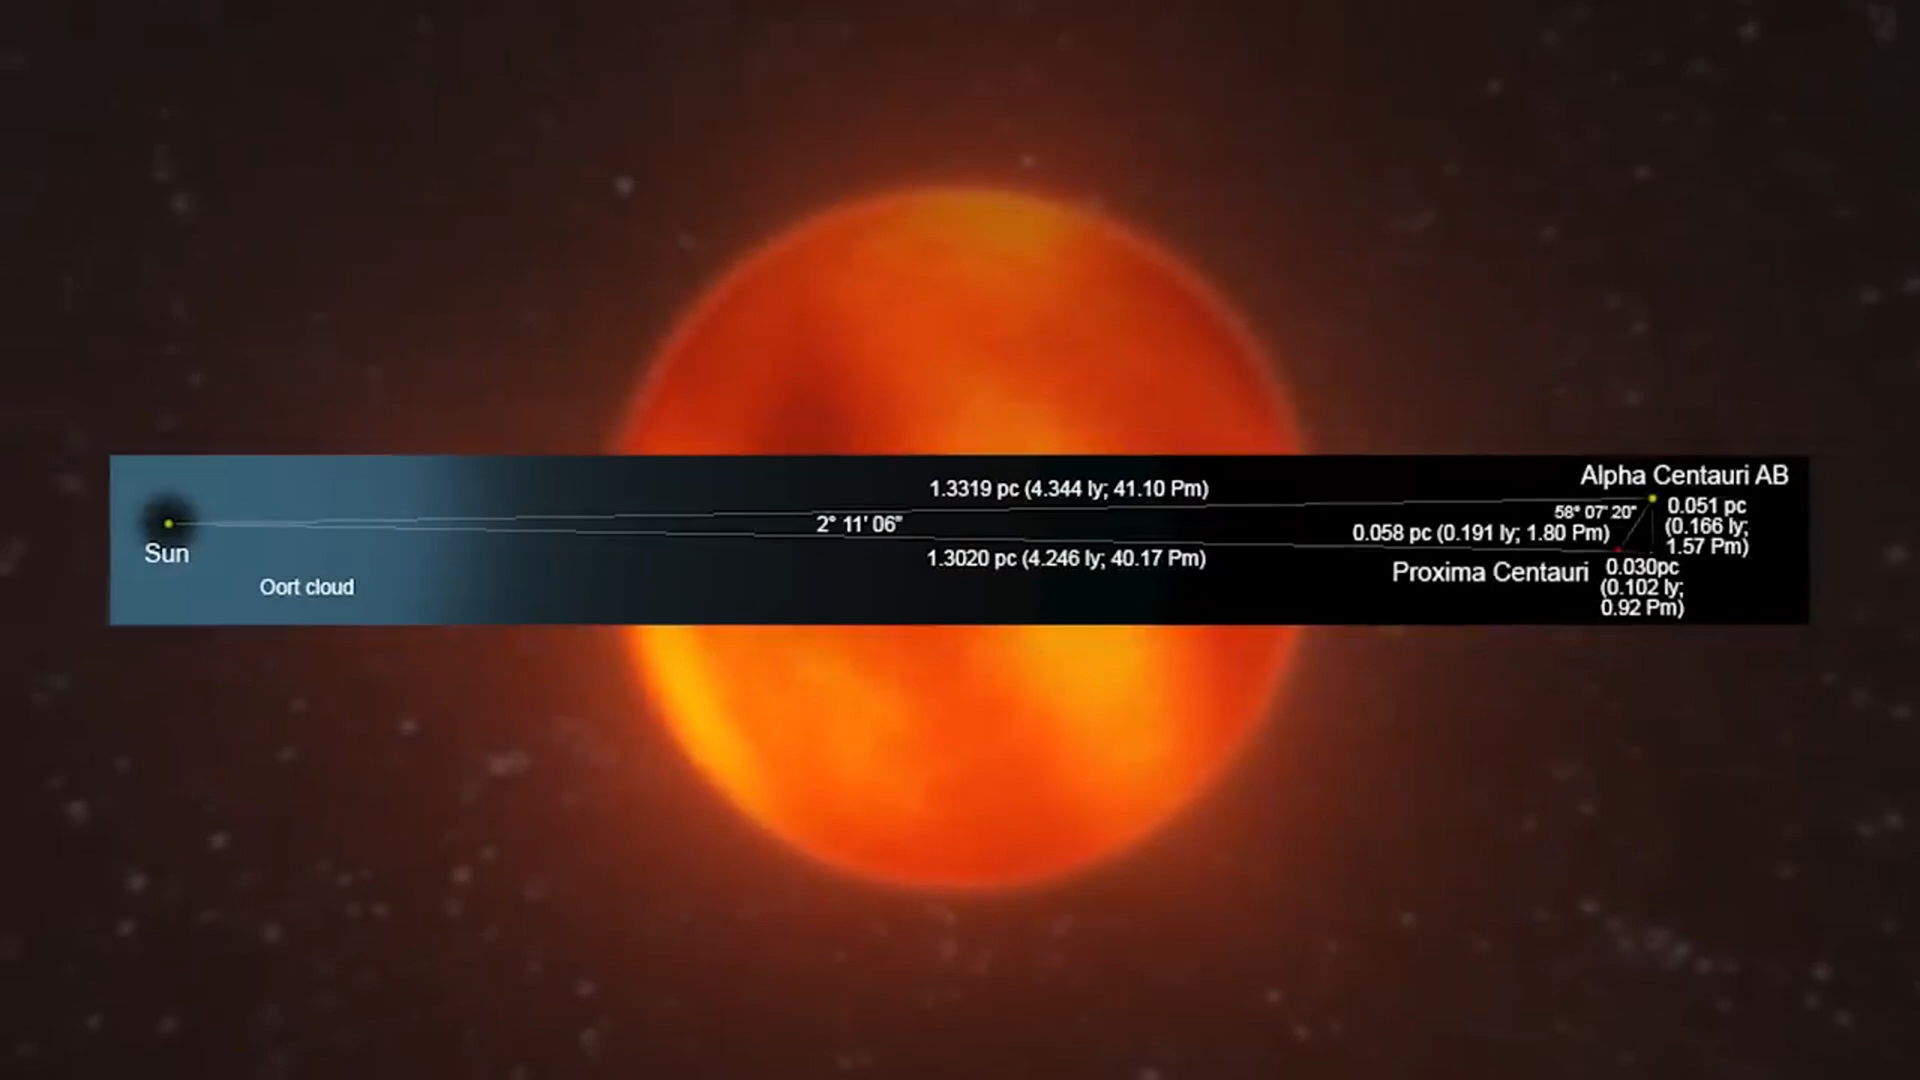 Alpha Centauri AB
1.3319 pc (4.344 ly; 41.10 Pm)
58° 07' 20"
0.051 pc
(0.166 ly;
1.57 Pm)
2° 11' 06"
0.058 pc (0.191 ly; 1.80 Pm)
Sun
1.3020 pc (4.246 ly; 40.17 Pm)
Proxima Centauri
0.030pc
(0.102 ly;
0.92 Pm)
Oort cloud